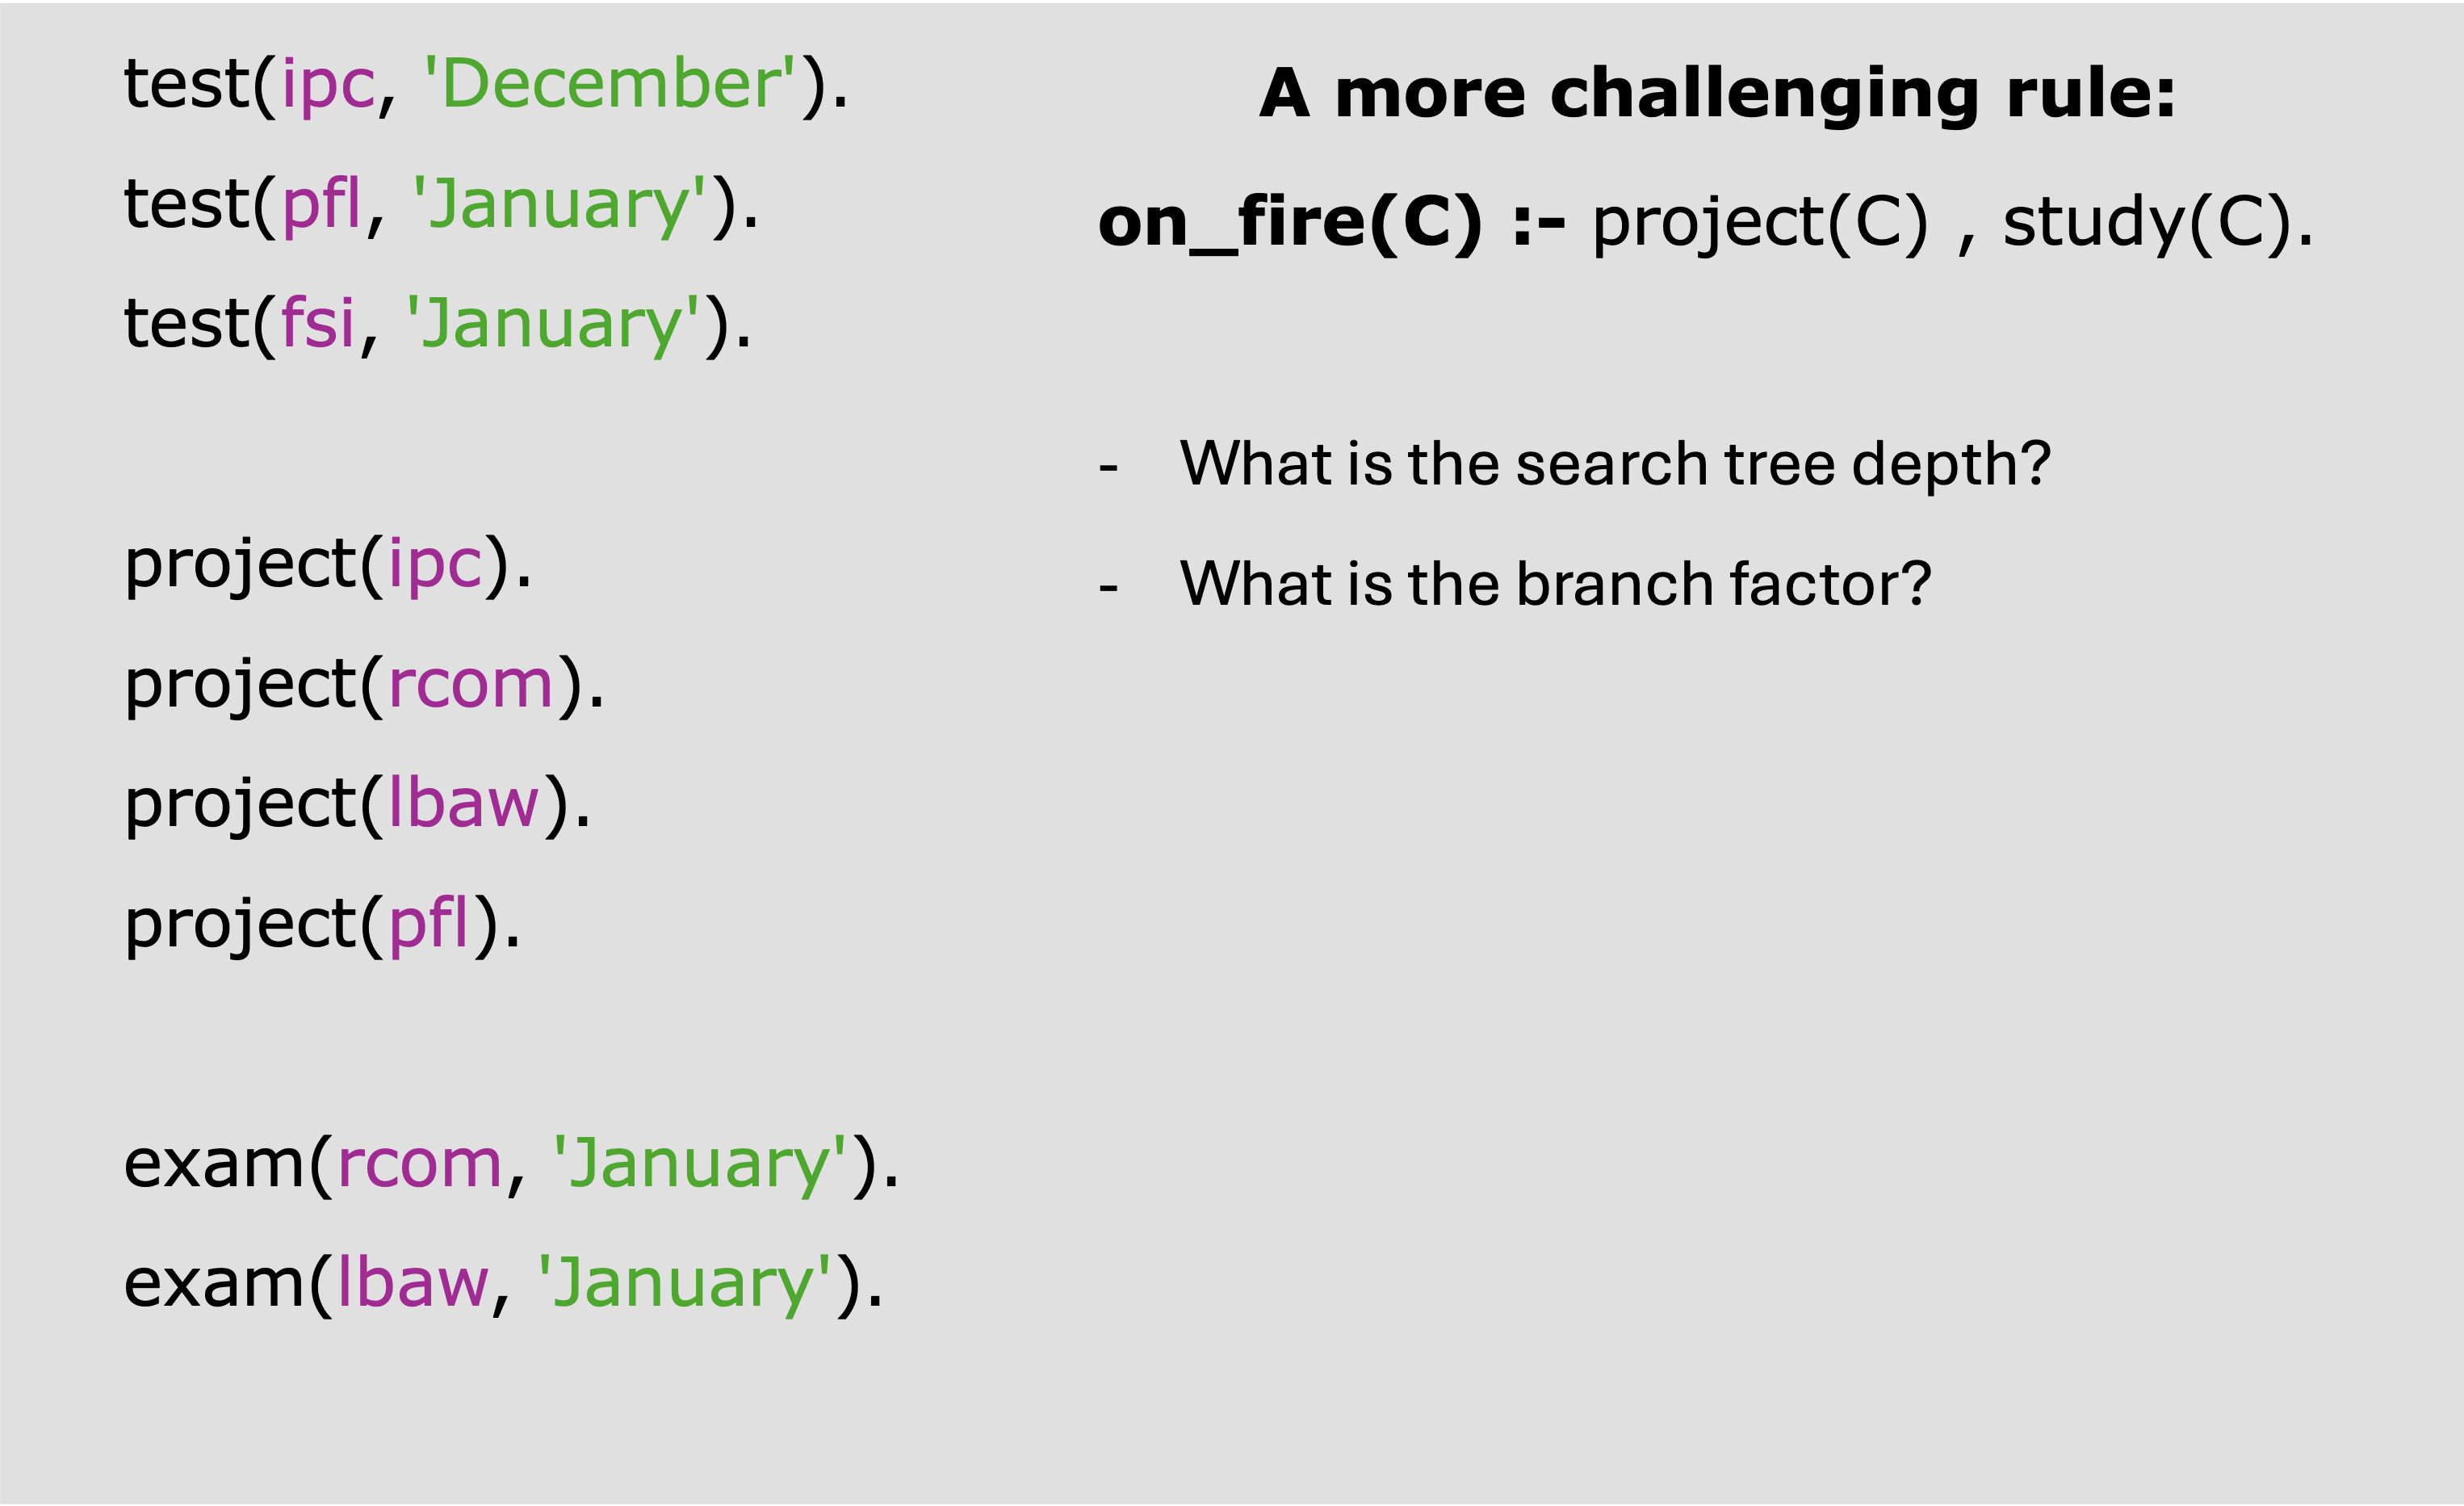 test(ipc, 'December').
test(pfl, 'January').
test(fsi, 'January').
project(ipc).
project(rcom).
project(lbaw).
project(pfl).
exam(rcom, 'January').
exam(lbaw, 'January').
A more challenging rule:
on_fire(C) :- project(C) , study(C).
- What is the search tree depth?
- What is the branch factor?